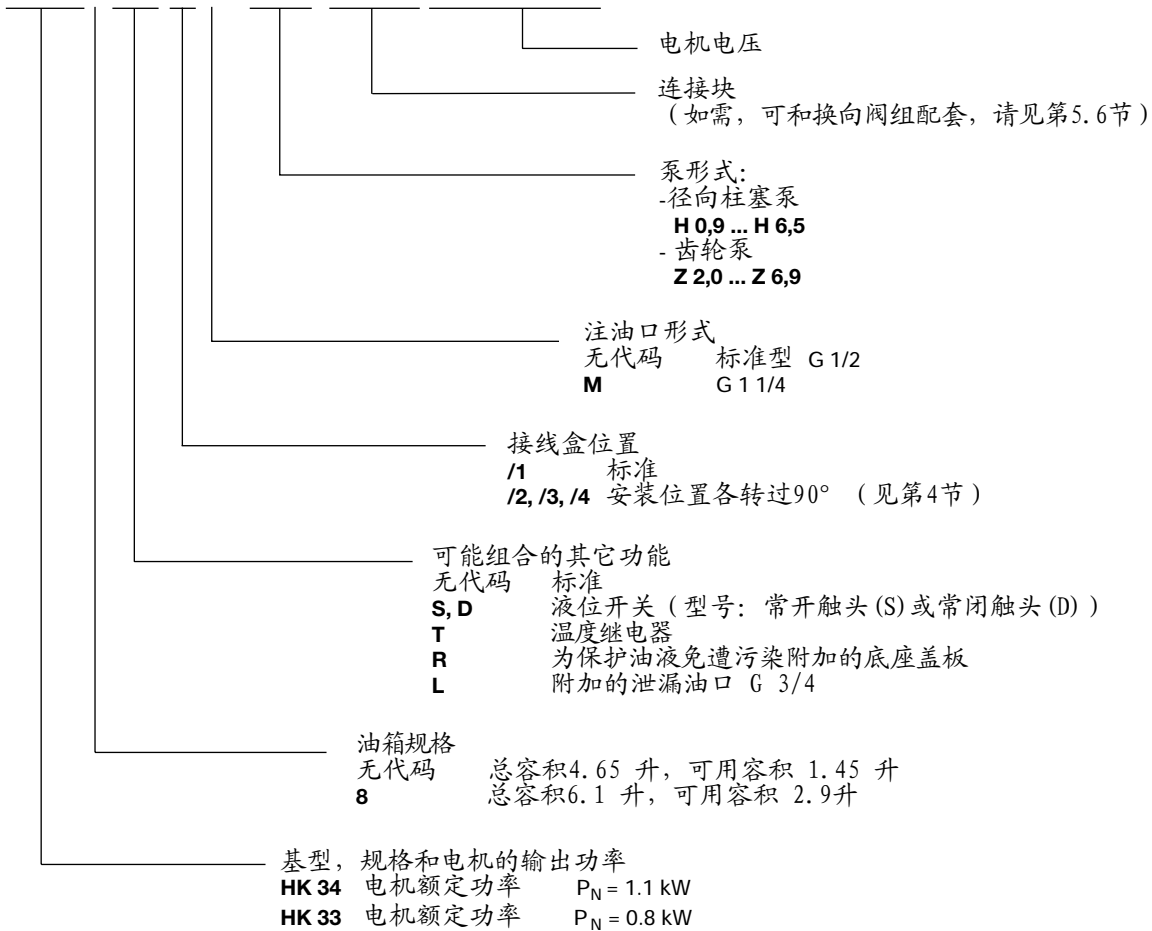 电机电压
连接块
（如需，可和换向阀组配套，请见第5.6节）
泵形式：
-径向柱塞泵
H 0,9 ... H 6,5
- 齿轮泵
Z 2,0 ... Z 6,9
注油口形式
无代码 标准型 G 1/2
M G 1 1/4
接线盒位置
/1 标准
/2, /3, /4 安装位置各转过90° （见第4节）
可能组合的其它功能
无代码 标准
S, D 液位开关（型号：常开触头(S)或常闭触头(D)）
T 温度继电器
R 为保护油液免遭污染附加的底座盖板
L 附加的泄漏油口 G 3/4
油箱规格
无代码 总容积4.65 升，可用容积 1.45 升
8 总容积6.1 升，可用容积 2.9升
基型，规格和电机的输出功率
HK 34 电机额定功率 PN = 1.1 kW
HK 33 电机额定功率 PN = 0.8 kW